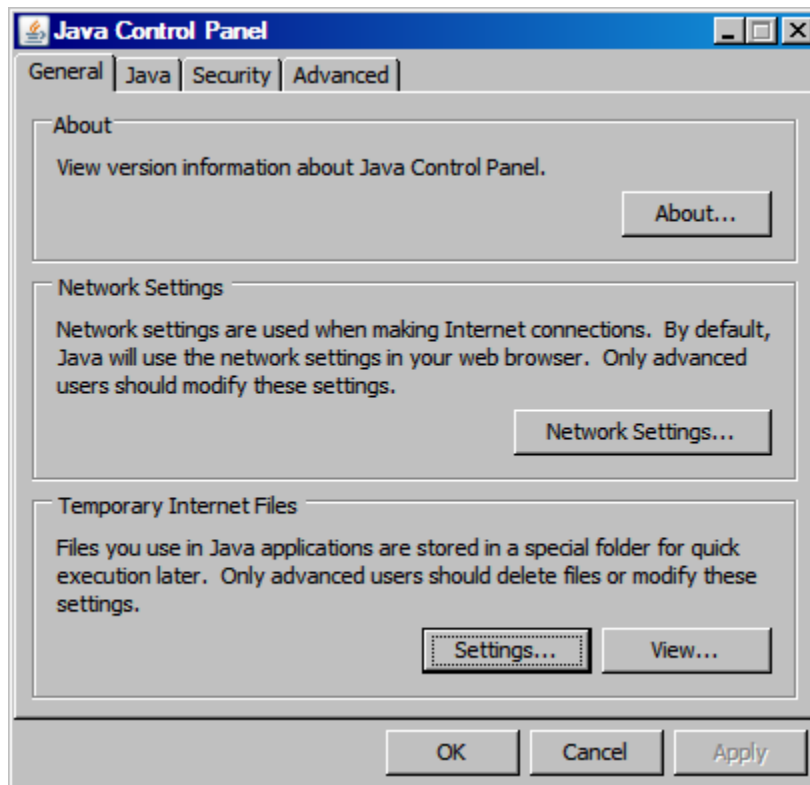 Java Control Panel
General Java Security Advanced
About
View version information about Java Control Panel.
About...
Network Settings
Network settings are used when making Internet connections.  By default,
Java will use the network settings in your web browser.  Only advanced
users should modify these settings.
Network Settings...
Temporary Internet Files
Files you use in Java applications are stored in a special folder for quick
execution later.  Only advanced users should delete files or modify these
settings.
Settings... View...
OK Cancel Apply